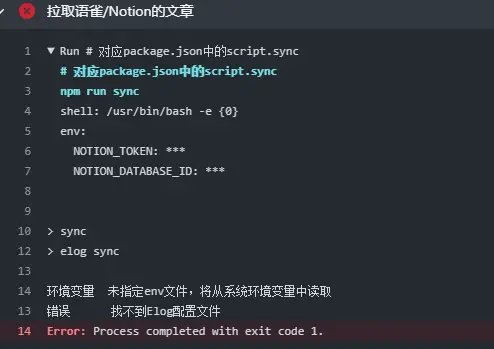 拉取语雀/Notion的文章
1 ▼ Run # 对应package.json中的script.sync
2 # 对应package.json中的script.sync
3 npm run sync
4 shell: /usr/bin/bash -e {0}
5 env:
6 NOTION_TOKEN: ***
7 NOTION_DATABASE_ID: ***
8
9
10 > sync
12 > elog sync
13
14 环境变量 未指定env文件，将从系统环境变量中读取
13 错误 找不到Elog配置文件
14 Error: Process completed with exit code 1.